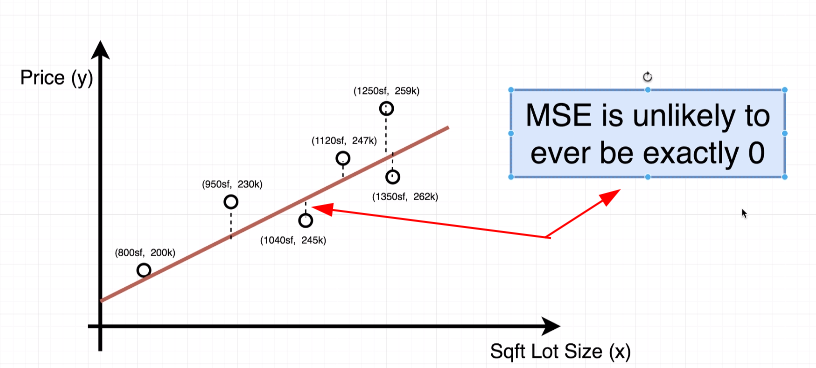 Price (y)
(1250sf, 259k)
MSE is unlikely to
ever be exactly 0
(1120sf, 247k)
(950sf, 230k)
(1350sf, 262k)
(1040sf, 245k)
(800sf, 200k)
Sqft Lot Size (x)